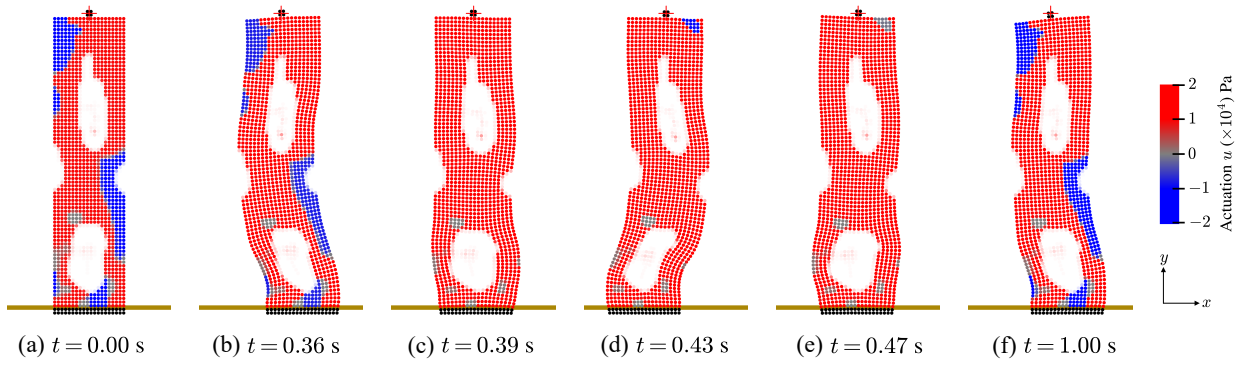 2
1
0
−1
−2
Actuation u (×10⁴) Pa
y
x
(a) t = 0.00 s
(b) t = 0.36 s
(c) t = 0.39 s
(d) t = 0.43 s
(e) t = 0.47 s
(f) t = 1.00 s